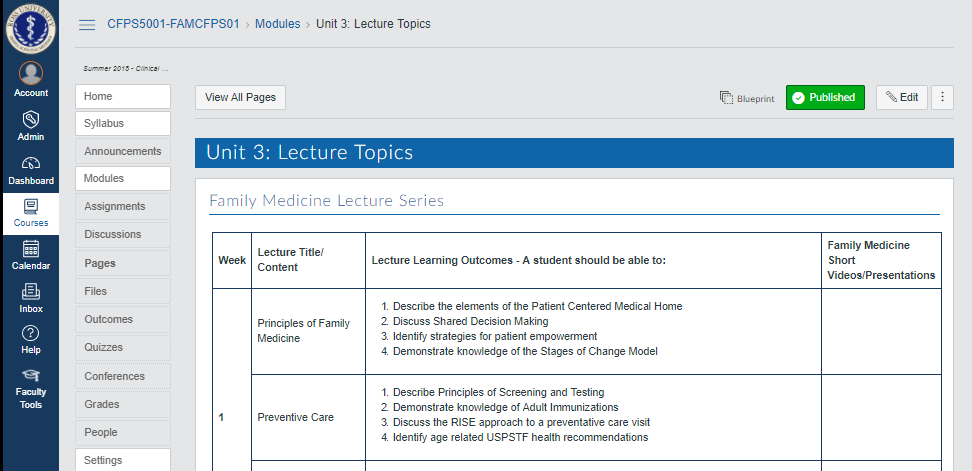 ROSS UNIVERSITY
CFPS5001-FAMCFPS01 › Modules › Unit 3: Lecture Topics
Summer 2018 - Clinical ...
Account
Admin
Dashboard
Courses
Calendar
Inbox
Help
Faculty
Tools
Home
Syllabus
Announcements
Modules
Assignments
Discussions
Pages
Files
Outcomes
Quizzes
Conferences
Grades
People
Settings
View All Pages
Blueprint
Published
Edit
Unit 3: Lecture Topics
Family Medicine Lecture Series
Week
Lecture Title/
Content
Lecture Learning Outcomes - A student should be able to:
Family Medicine
Short
Videos/Presentations
1
Principles of Family
Medicine
1. Describe the elements of the Patient Centered Medical Home
2. Discuss Shared Decision Making
3. Identify strategies for patient empowerment
4. Demonstrate knowledge of the Stages of Change Model
Preventive Care
1. Describe Principles of Screening and Testing
2. Demonstrate knowledge of Adult Immunizations
3. Discuss the RISE approach to a preventative care visit
4. Identify age related USPSTF health recommendations